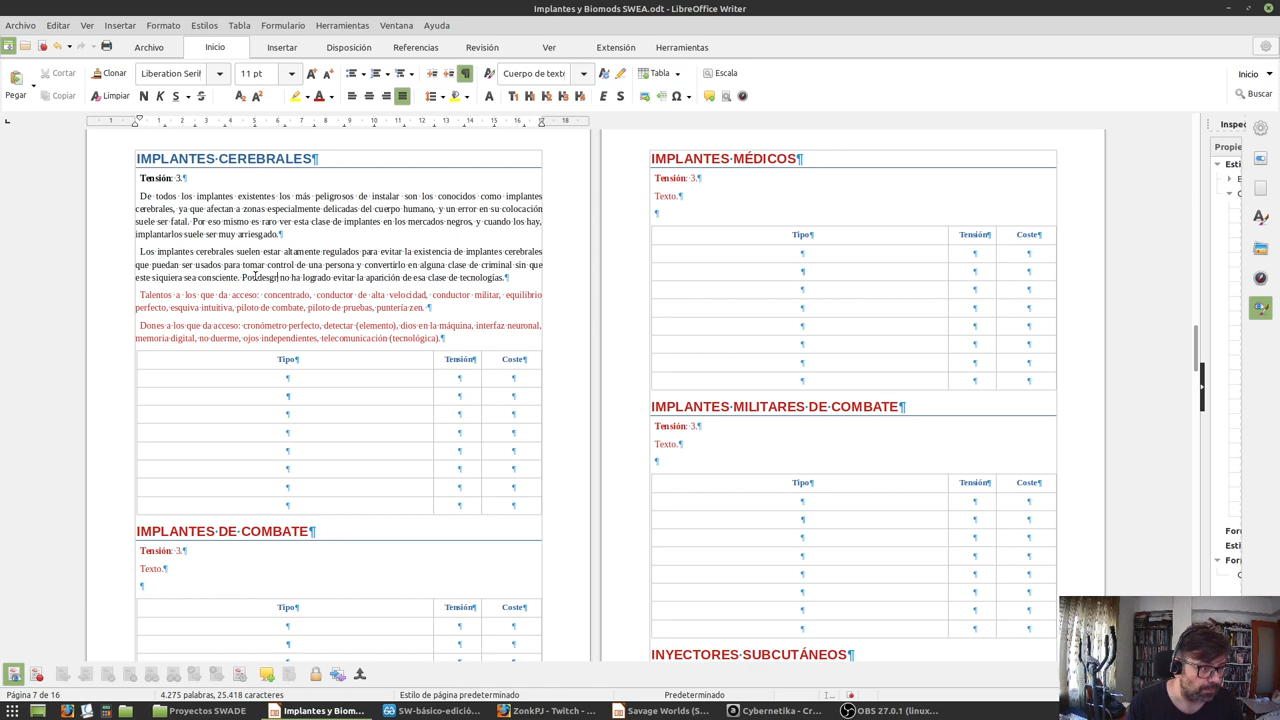 Implantes y Biomods SWEA.odt - LibreOffice Writer
Archivo Editar Ver Insertar Formato Estilos Tabla Formulario Herramientas Ventana Ayuda
Archivo Inicio Insertar Disposición Referencias Revisión Ver Extensión Herramientas
Cortar Clonar Liberation Serif 11 pt Cuerpo de texto Tabla Escala Inicio
Pegar Copiar Limpiar Buscar
IMPLANTES·CEREBRALES¶
Tensión:·3.¶
De todos los implantes existentes los más peligrosos de instalar son los conocidos como implantes
cerebrales, ya que afectan a zonas especialmente delicadas del cuerpo humano, y un error en su colocación
suele ser fatal. Por eso mismo es raro ver esta clase de implantes en los mercados negros, y cuando los hay,
implantarlos suele ser muy arriesgado.¶
Los implantes cerebrales suelen estar altamente regulados para evitar la existencia de implantes cerebrales
que puedan ser usados para tomar control de una persona y convertirlo en alguna clase de criminal sin que
este siquiera sea consciente. Por desgr no ha logrado evitar la aparición de esa clase de tecnologías.¶
Talentos a los que da acceso: concentrado, conductor de alta velocidad, conductor militar, equilibrio
perfecto, esquiva intuitiva, piloto de combate, piloto de pruebas, puntería zen. ¶
Dones a los que da acceso: cronómetro perfecto, detectar (elemento), dios en la máquina, interfaz neuronal,
memoria digital, no duerme, ojos independientes, telecomunicación (tecnológica).¶
Tipo¶ Tensión¶ Coste¶
IMPLANTES·DE·COMBATE¶
Tensión:·3.¶
Texto.¶
¶
Tipo¶ Tensión¶ Coste¶
IMPLANTES·MÉDICOS¶
Tensión:·3.¶
Texto.¶
¶
Tipo¶ Tensión¶ Coste¶
IMPLANTES·MILITARES·DE·COMBATE¶
Tensión:·3.¶
Texto.¶
¶
Tipo¶ Tensión¶ Coste¶
INYECTORES·SUBCUTÁNEOS¶
Inspec
Propie
Esti
Form
Esti
For
Página 7 de 16 4.275 palabras, 25.418 caracteres Estilo de página predeterminado Predeterminado
Proyectos SWADE Implantes y Biom... SW-básico-edició... ZonkPJ - Twitch - ... Savage Worlds (S... Cybernetika - Cr... OBS 27.0.1 (linux...